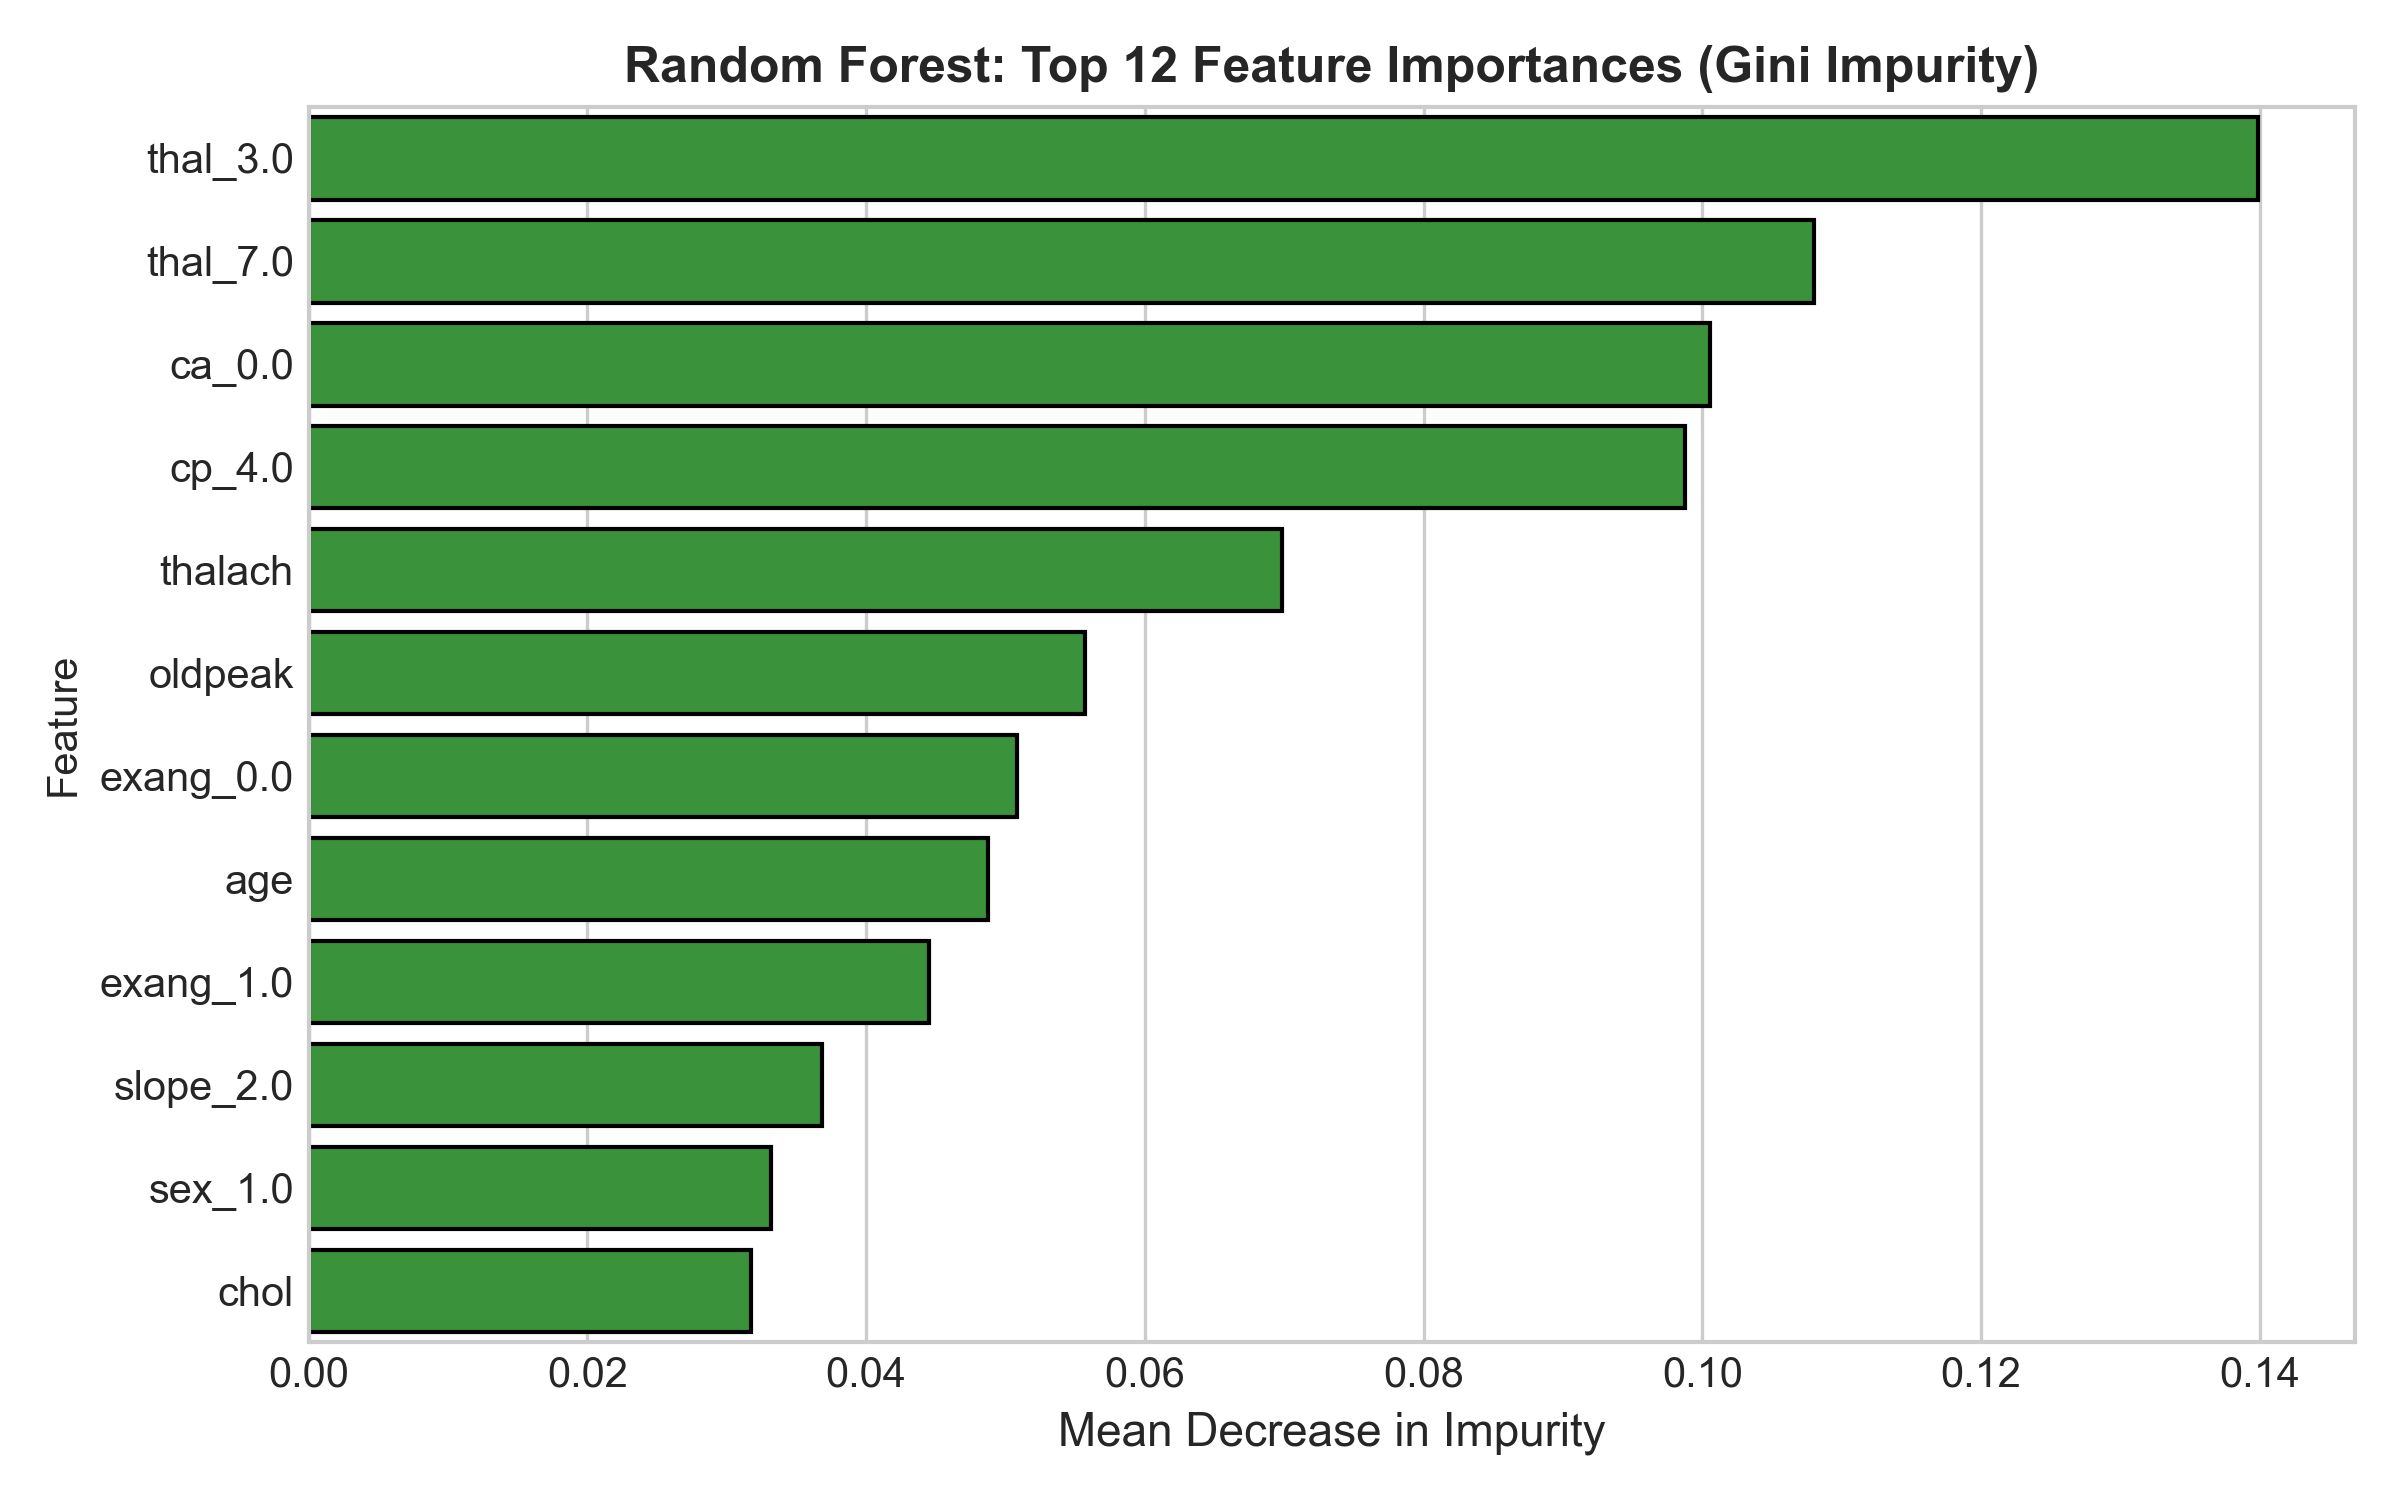 Random Forest: Top 12 Feature Importances (Gini Impurity)
thal_3.0
thal_7.0
ca_0.0
cp_4.0
thalach
oldpeak
exang_0.0
age
exang_1.0
slope_2.0
sex_1.0
chol
Feature
0.00 0.02 0.04 0.06 0.08 0.10 0.12 0.14
Mean Decrease in Impurity